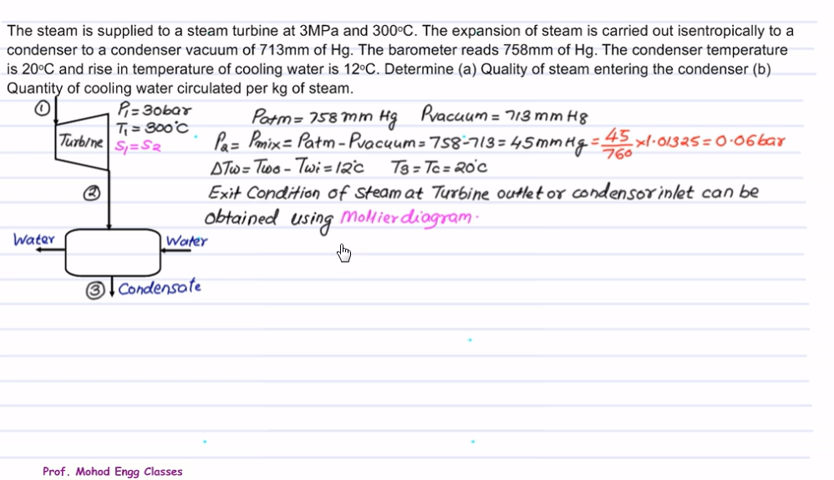 The steam is supplied to a steam turbine at 3MPa and 300°C. The expansion of steam is carried out isentropically to a
condenser to a condenser vacuum of 713mm of Hg. The barometer reads 758mm of Hg. The condenser temperature
is 20°C and rise in temperature of cooling water is 12°C. Determine (a) Quality of steam entering the condenser (b)
Quantity of cooling water circulated per kg of steam.
① P₁ = 30bar Patm = 758 mm Hg Pvacuum = 713 mm Hg
T₁ = 300°C
Turbine S₁ = S₂ P₂ = Pmix = Patm - Pvacuum = 758-713 = 45mm Hg = 45/760 x1.01325 = 0.06bar
ΔTw = Two - Twi = 12°C T₃ = Tc = 20°C
② Exit Condition of Steam at Turbine outlet or condensor inlet can be
obtained using Mollier diagram.
Water Water
③ Condensate
Prof. Mohod Engg Classes